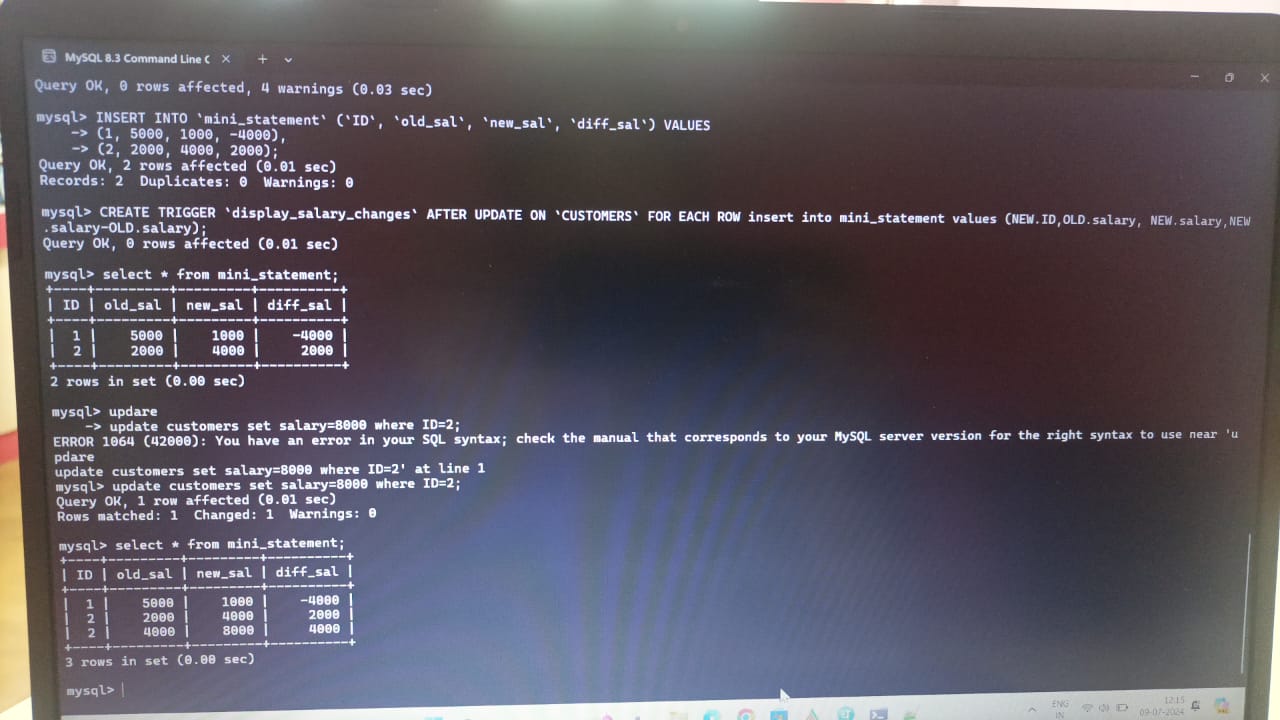 MySQL 8.3 Command Line C
Query OK, 0 rows affected, 4 warnings (0.03 sec)
mysql> INSERT INTO `mini_statement` (`ID`, `old_sal`, `new_sal`, `diff_sal`) VALUES
-> (1, 5000, 1000, -4000),
-> (2, 2000, 4000, 2000);
Query OK, 2 rows affected (0.01 sec)
Records: 2  Duplicates: 0  Warnings: 0
mysql> CREATE TRIGGER `display_salary_changes` AFTER UPDATE ON `CUSTOMERS` FOR EACH ROW insert into mini_statement values (NEW.ID,OLD.salary, NEW.salary,NEW
.salary-OLD.salary);
Query OK, 0 rows affected (0.01 sec)
mysql> select * from mini_statement;
+----+---------+---------+----------+
| ID | old_sal | new_sal | diff_sal |
+----+---------+---------+----------+
|  1 |    5000 |    1000 |    -4000 |
|  2 |    2000 |    4000 |     2000 |
+----+---------+---------+----------+
2 rows in set (0.00 sec)
mysql> updare
-> update customers set salary=8000 where ID=2;
ERROR 1064 (42000): You have an error in your SQL syntax; check the manual that corresponds to your MySQL server version for the right syntax to use near 'u
pdare
update customers set salary=8000 where ID=2' at line 1
mysql> update customers set salary=8000 where ID=2;
Query OK, 1 row affected (0.01 sec)
Rows matched: 1  Changed: 1  Warnings: 0
mysql> select * from mini_statement;
+----+---------+---------+----------+
| ID | old_sal | new_sal | diff_sal |
+----+---------+---------+----------+
|  1 |    5000 |    1000 |    -4000 |
|  2 |    2000 |    4000 |     2000 |
|  2 |    4000 |    8000 |     4000 |
+----+---------+---------+----------+
3 rows in set (0.00 sec)
mysql>
ENG
IN
12:15
09-07-2024